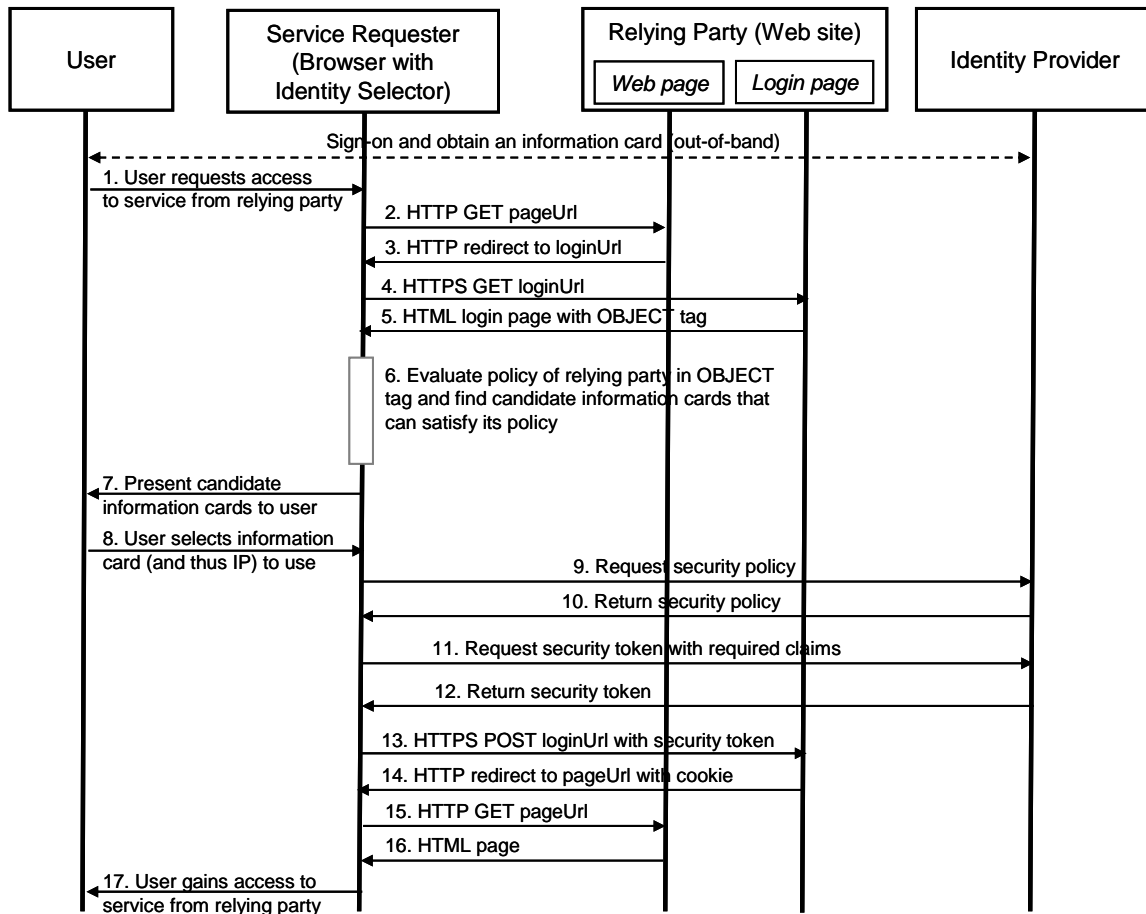 User
Service Requester
(Browser with
Identity Selector)
Relying Party (Web site)
Web page
Login page
Identity Provider
Sign-on and obtain an information card (out-of-band)
1. User requests access
to service from relying party
2. HTTP GET pageUrl
3. HTTP redirect to loginUrl
4. HTTPS GET loginUrl
5. HTML login page with OBJECT tag
6. Evaluate policy of relying party in OBJECT
tag and find candidate information cards that
can satisfy its policy
7. Present candidate
information cards to user
8. User selects information
card (and thus IP) to use
9. Request security policy
10. Return security policy
11. Request security token with required claims
12. Return security token
13. HTTPS POST loginUrl with security token
14. HTTP redirect to pageUrl with cookie
15. HTTP GET pageUrl
16. HTML page
17. User gains access to
service from relying party